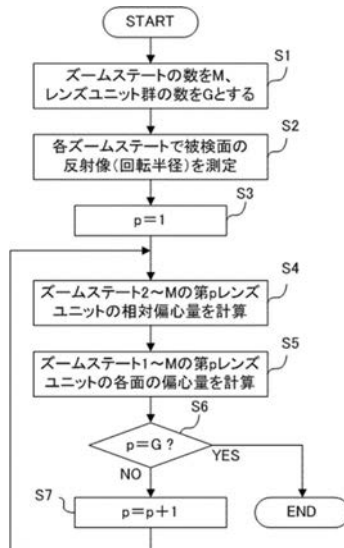 START
S1
ズームステートの数をM、
レンズユニット群の数をGとする
S2
各ズームステートで被検面の
反射像(回転半径)を測定
S3
p=1
S4
ズームステート2~Mの第pレンズ
ユニットの相対偏心量を計算
S5
ズームステート1~Mの第pレンズ
ユニットの各面の偏心量を計算
S6
p=G?
YES
NO
S7
p=p+1
END